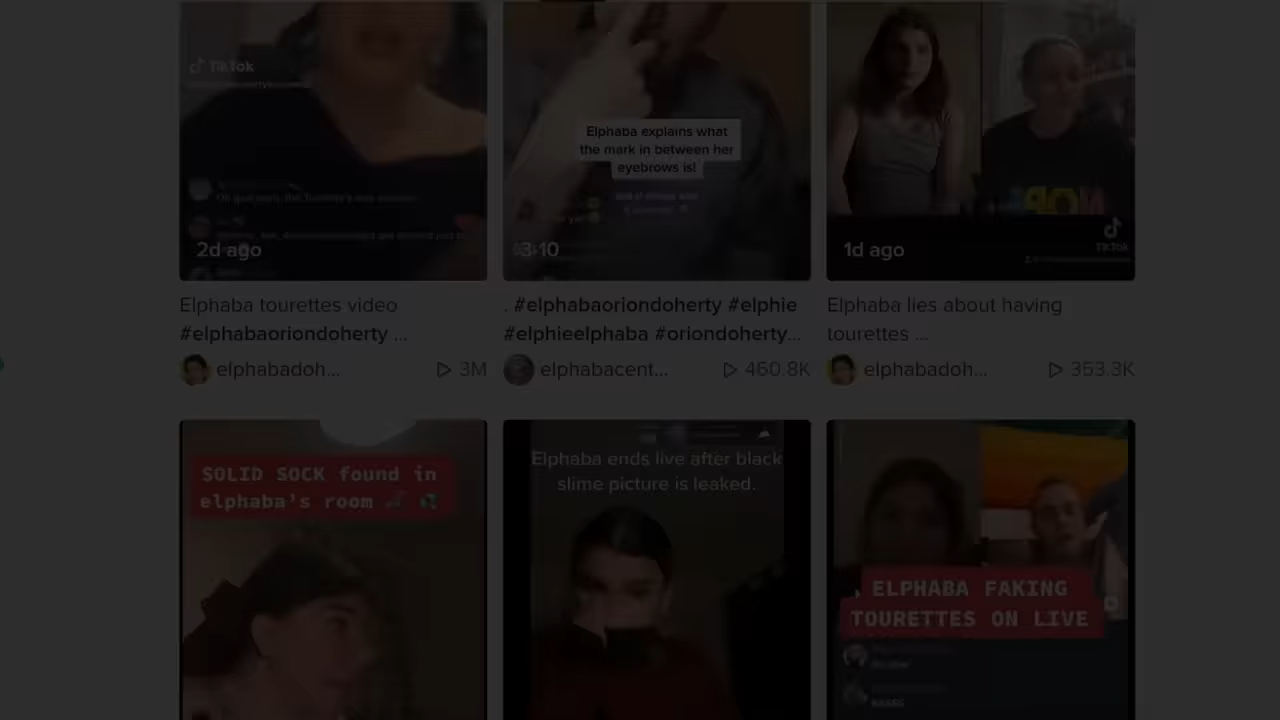 TikTok
Elphaba explains what
the mark in between her
eyebrows is!
2d ago
3-10
1d ago
TikTok
Elphaba tourettes video
#elphabaoriondoherty ...
. #elphabaoriondoherty #elphie
#elphieelphaba #oriondoherty...
Elphaba lies about having
tourettes ...
elphabadoh...
3M
elphabacent...
460.8K
elphabadoh...
353.3K
SOLID SOCK found in
elphaba's room
Elphaba ends live after black
slime picture is leaked.
ELPHABA FAKING
TOURETTES ON LIVE